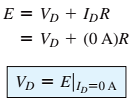 E = V_D + I_D R
= V_D + (0 A)R
V_D = E|_{I_D = 0 A}